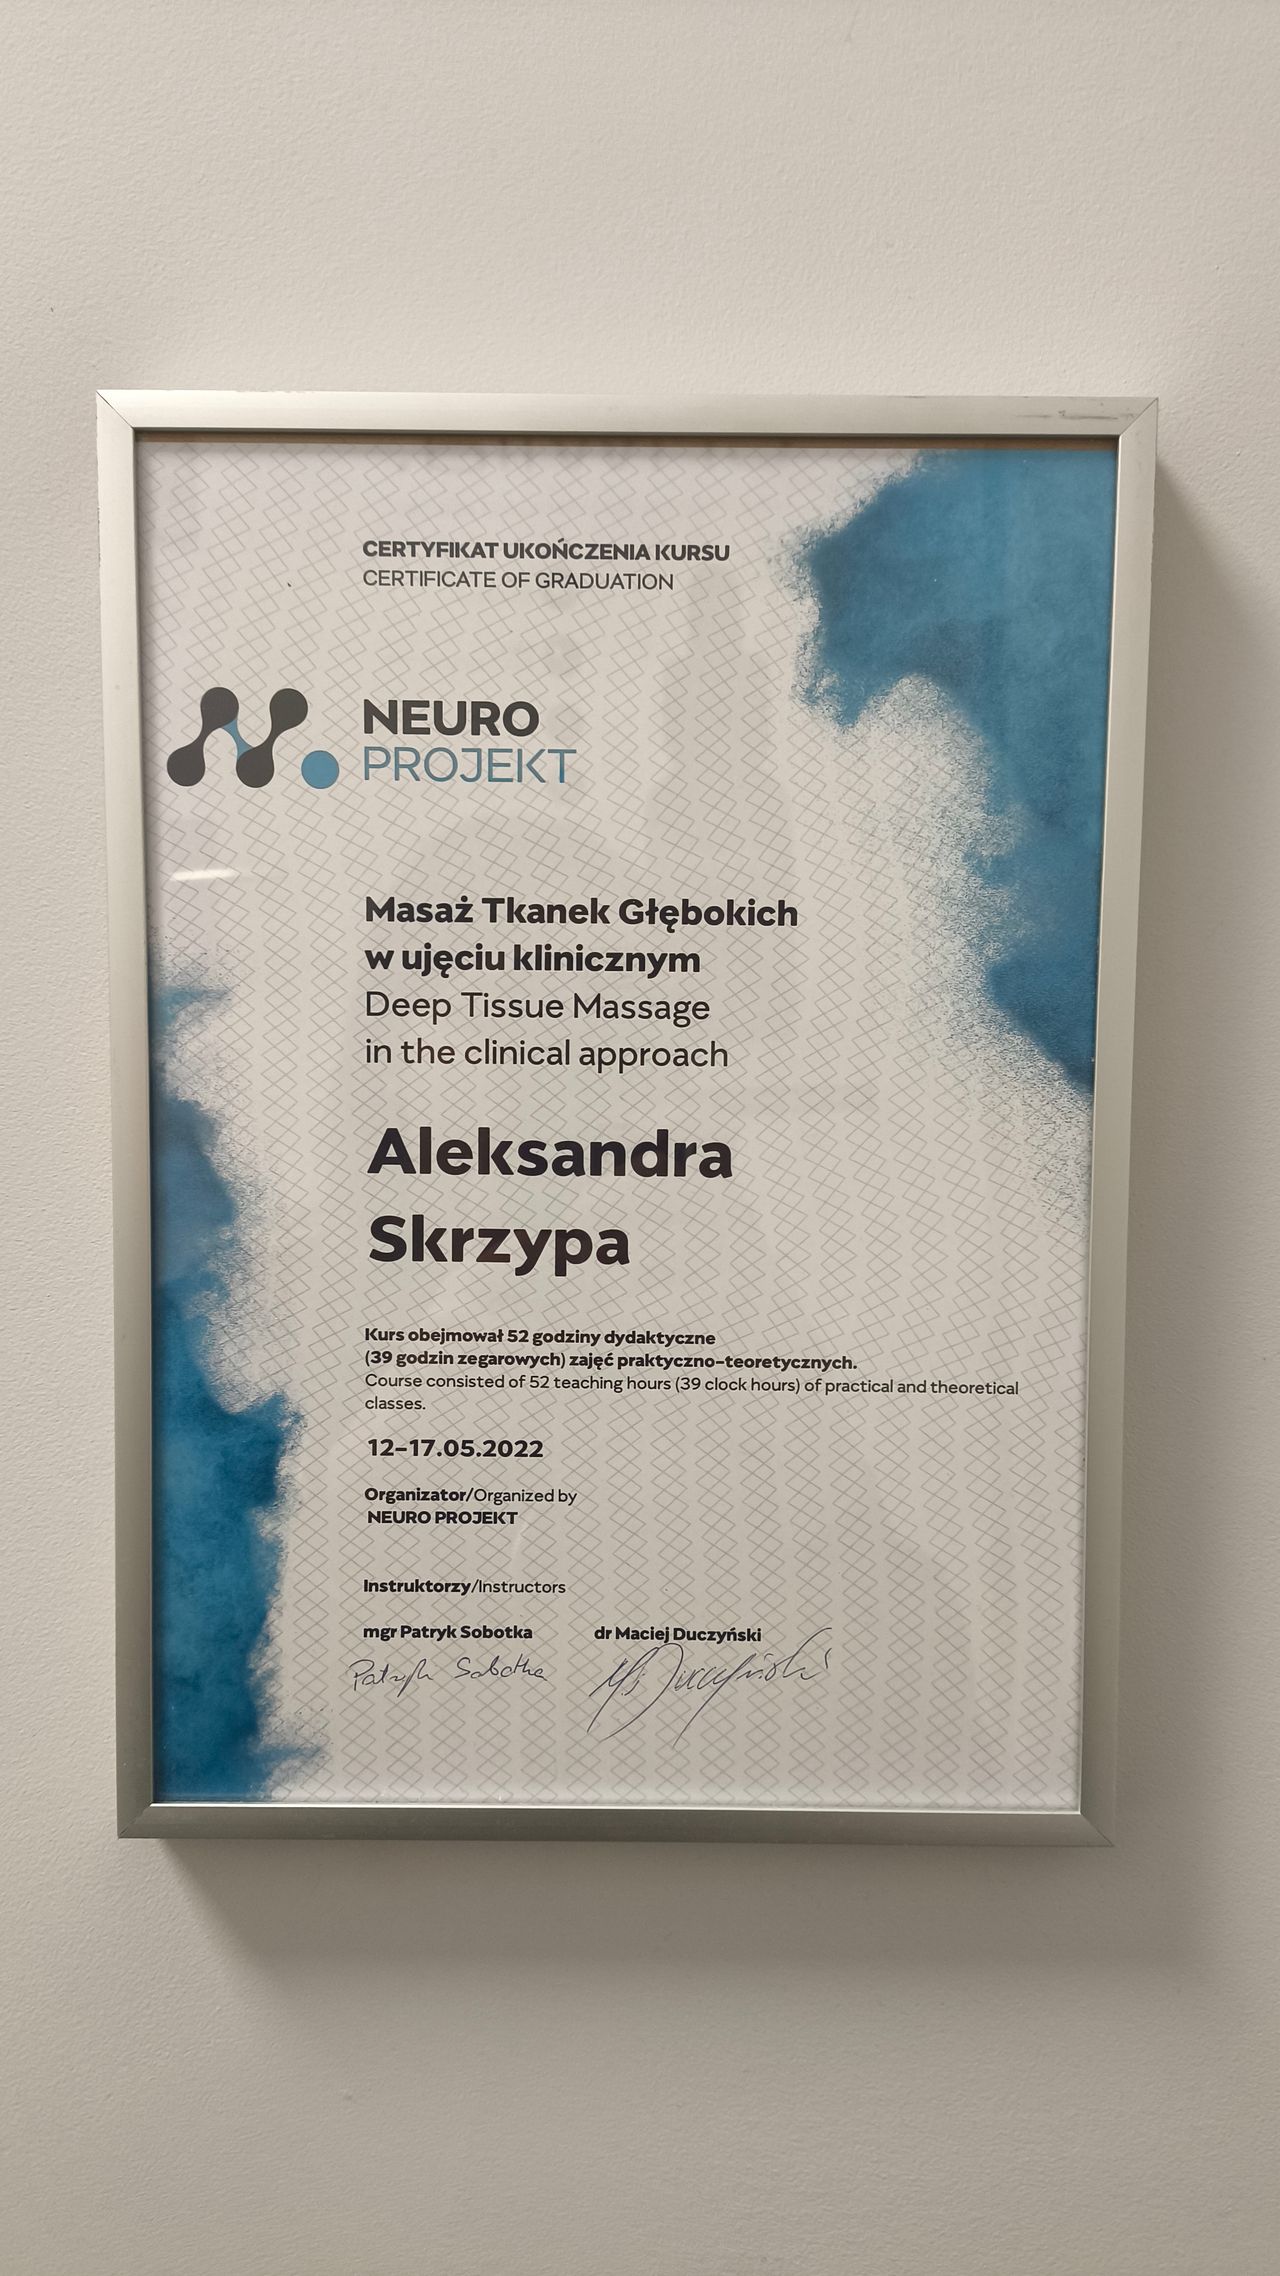 CERTYFIKAT UKOŃCZENIA KURSU
CERTIFICATE OF GRADUATION
NEURO
PROJEKT
Masaż Tkanek Głębokich
w ujęciu klinicznym
Deep Tissue Massage
in the clinical approach
Aleksandra
Skrzypa
Kurs obejmował 52 godziny dydaktyczne
(39 godzin zegarowych) zajęć praktyczno-teoretycznych.
Course consisted of 52 teaching hours (39 clock hours) of practical and theoretical
classes.
12-17.05.2022
Organizator/Organized by
NEURO PROJEKT
Instruktorzy/Instructors
mgr Patryk Sobotka dr Maciej Duczyński
Patryk Sobotka